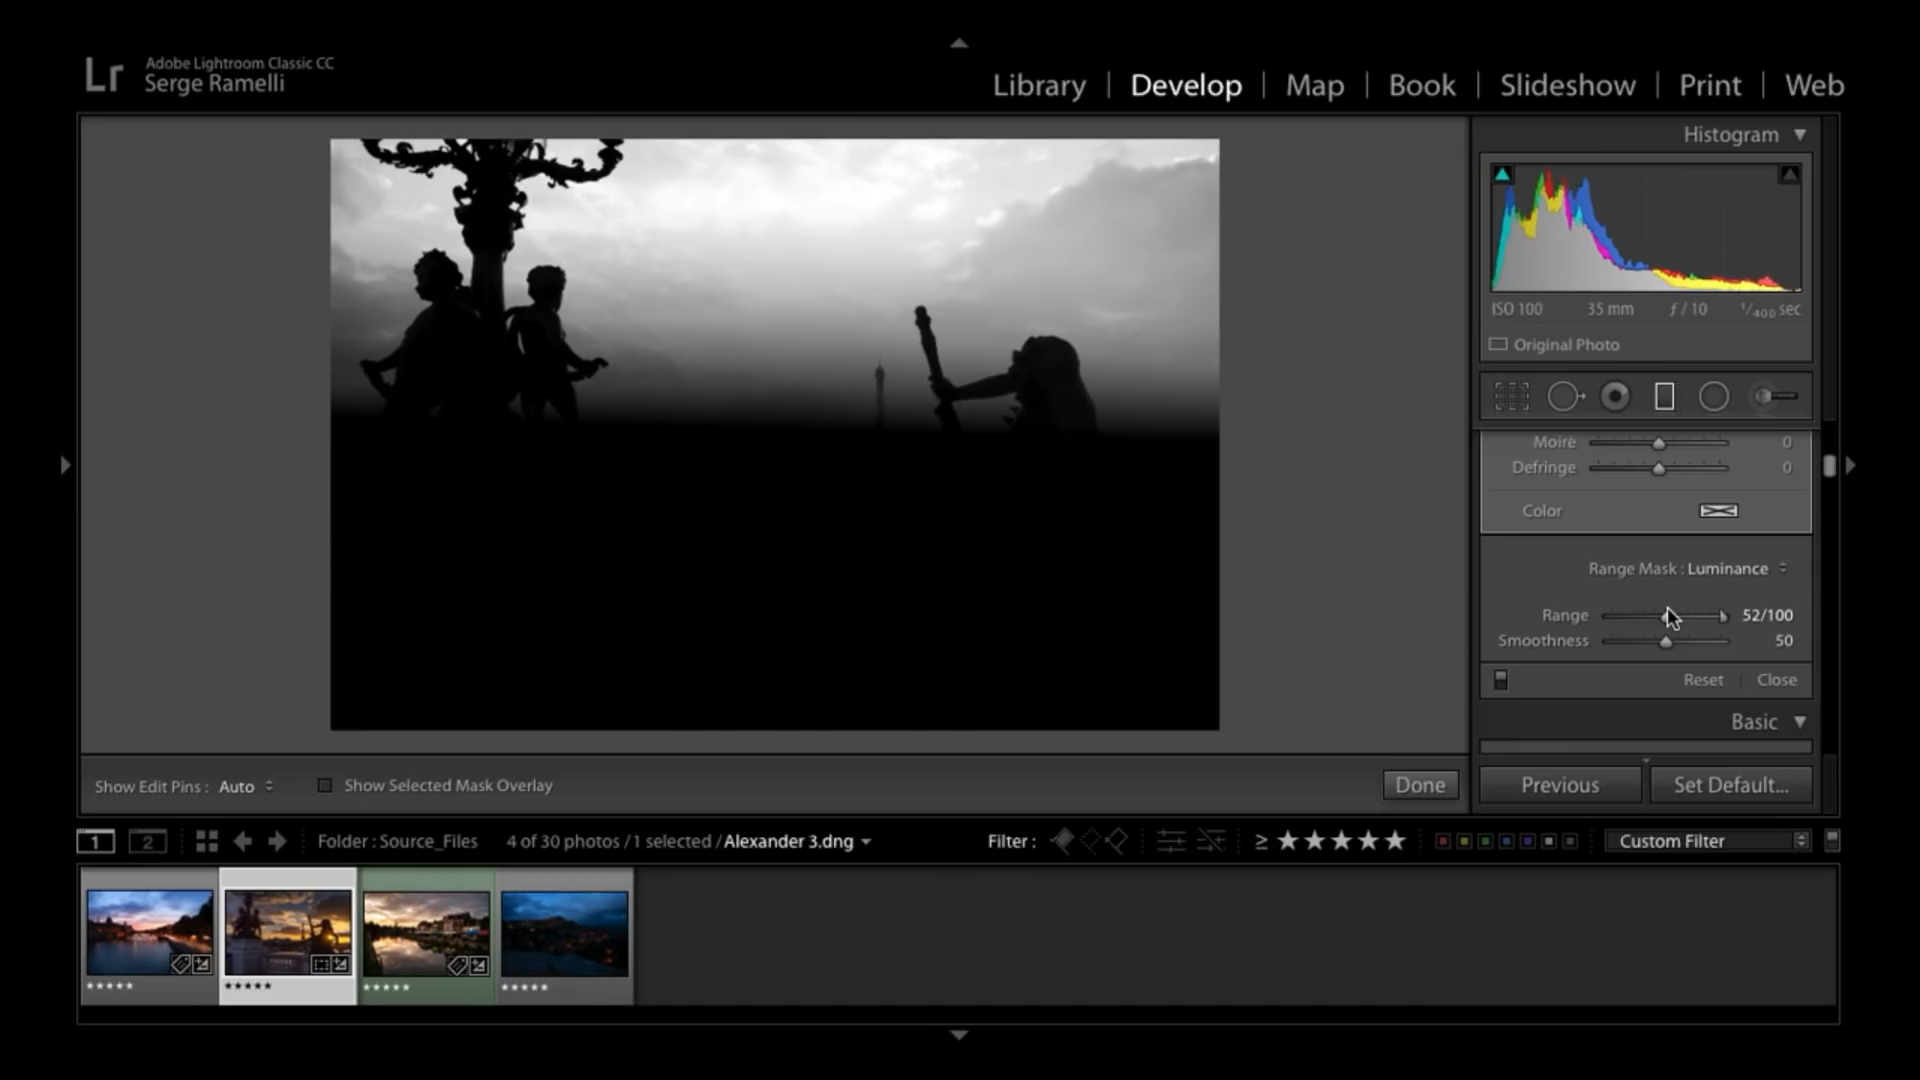 Lr
Adobe Lightroom Classic CC
Serge Ramelli
Library | Develop | Map | Book | Slideshow | Print | Web
Histogram
ISO 100 35 mm ƒ / 10 1/400 sec
Original Photo
Moiré 0
Defringe 0
Color
Range Mask : Luminance
Range 52/100
Smoothness 50
Reset Close
Basic
Show Edit Pins : Auto Show Selected Mask Overlay Done
Previous Set Default...
1 2 Folder : Source_Files 4 of 30 photos / 1 selected / Alexander 3.dng Filter : ≥ ★★★★★ Custom Filter
★★★★★ ★★★★★ ★★★★★ ★★★★★